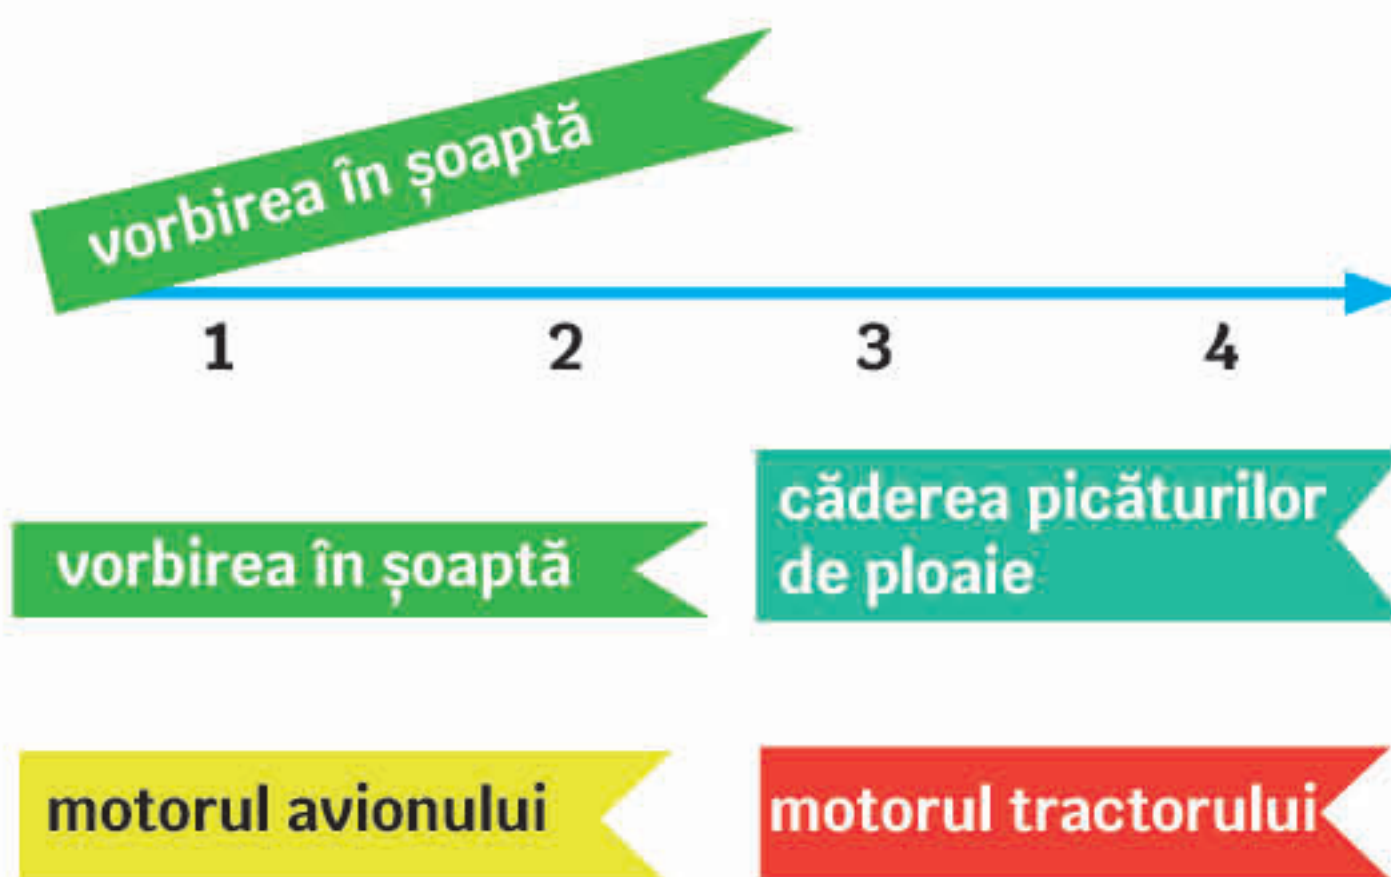 vorbirea în șoaptă
1 2 3 4
vorbirea în șoaptă
căderea picăturilor
de ploaie
motorul avionului
motorul tractorului